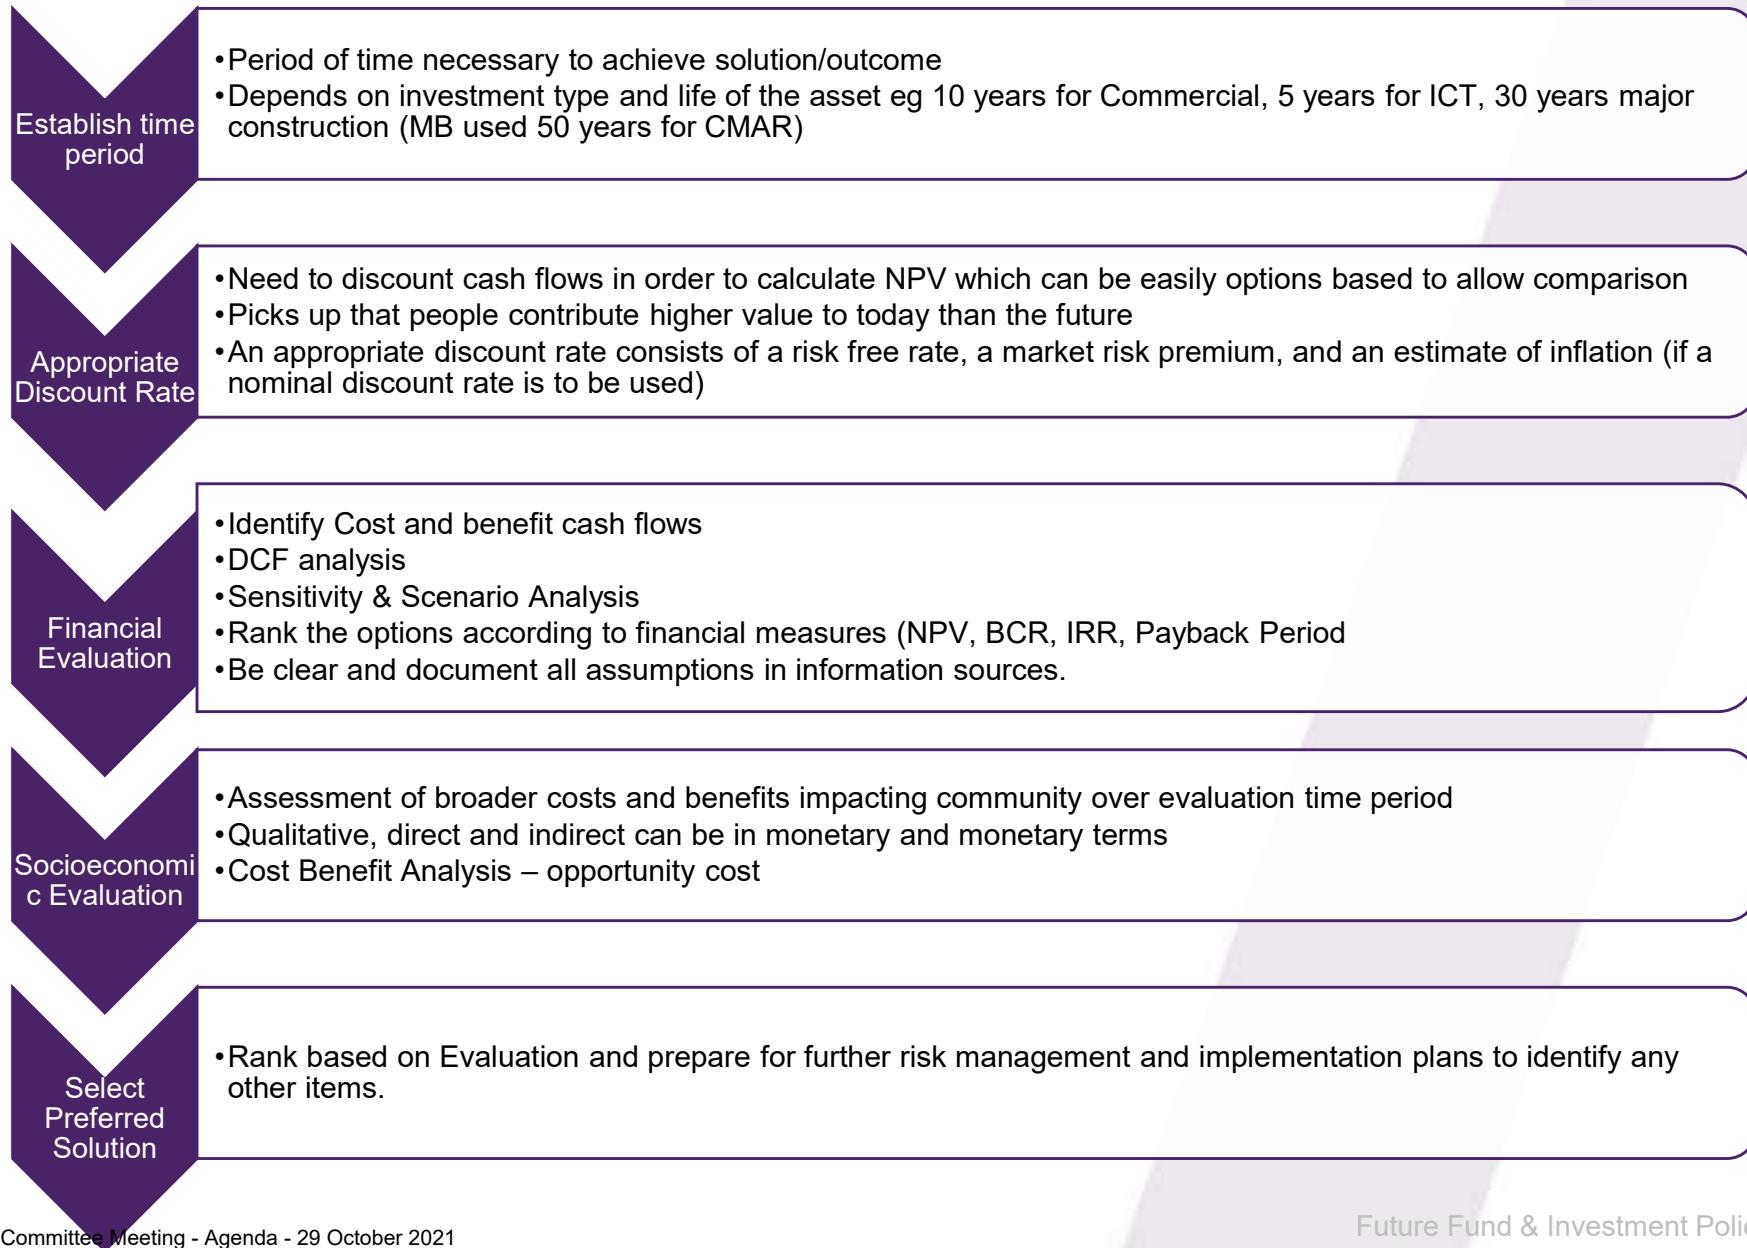 Establish time
period
•Period of time necessary to achieve solution/outcome
•Depends on investment type and life of the asset eg 10 years for Commercial, 5 years for ICT, 30 years major
construction (MB used 50 years for CMAR)
Appropriate
Discount Rate
•Need to discount cash flows in order to calculate NPV which can be easily options based to allow comparison
•Picks up that people contribute higher value to today than the future
•An appropriate discount rate consists of a risk free rate, a market risk premium, and an estimate of inflation (if a
nominal discount rate is to be used)
Financial
Evaluation
•Identify Cost and benefit cash flows
•DCF analysis
•Sensitivity & Scenario Analysis
•Rank the options according to financial measures (NPV, BCR, IRR, Payback Period
•Be clear and document all assumptions in information sources.
Socioeconomi
c Evaluation
•Assessment of broader costs and benefits impacting community over evaluation time period
•Qualitative, direct and indirect can be in monetary and monetary terms
•Cost Benefit Analysis – opportunity cost
Select
Preferred
Solution
•Rank based on Evaluation and prepare for further risk management and implementation plans to identify any
other items.
Committee Meeting - Agenda - 29 October 2021
Future Fund & Investment Polic